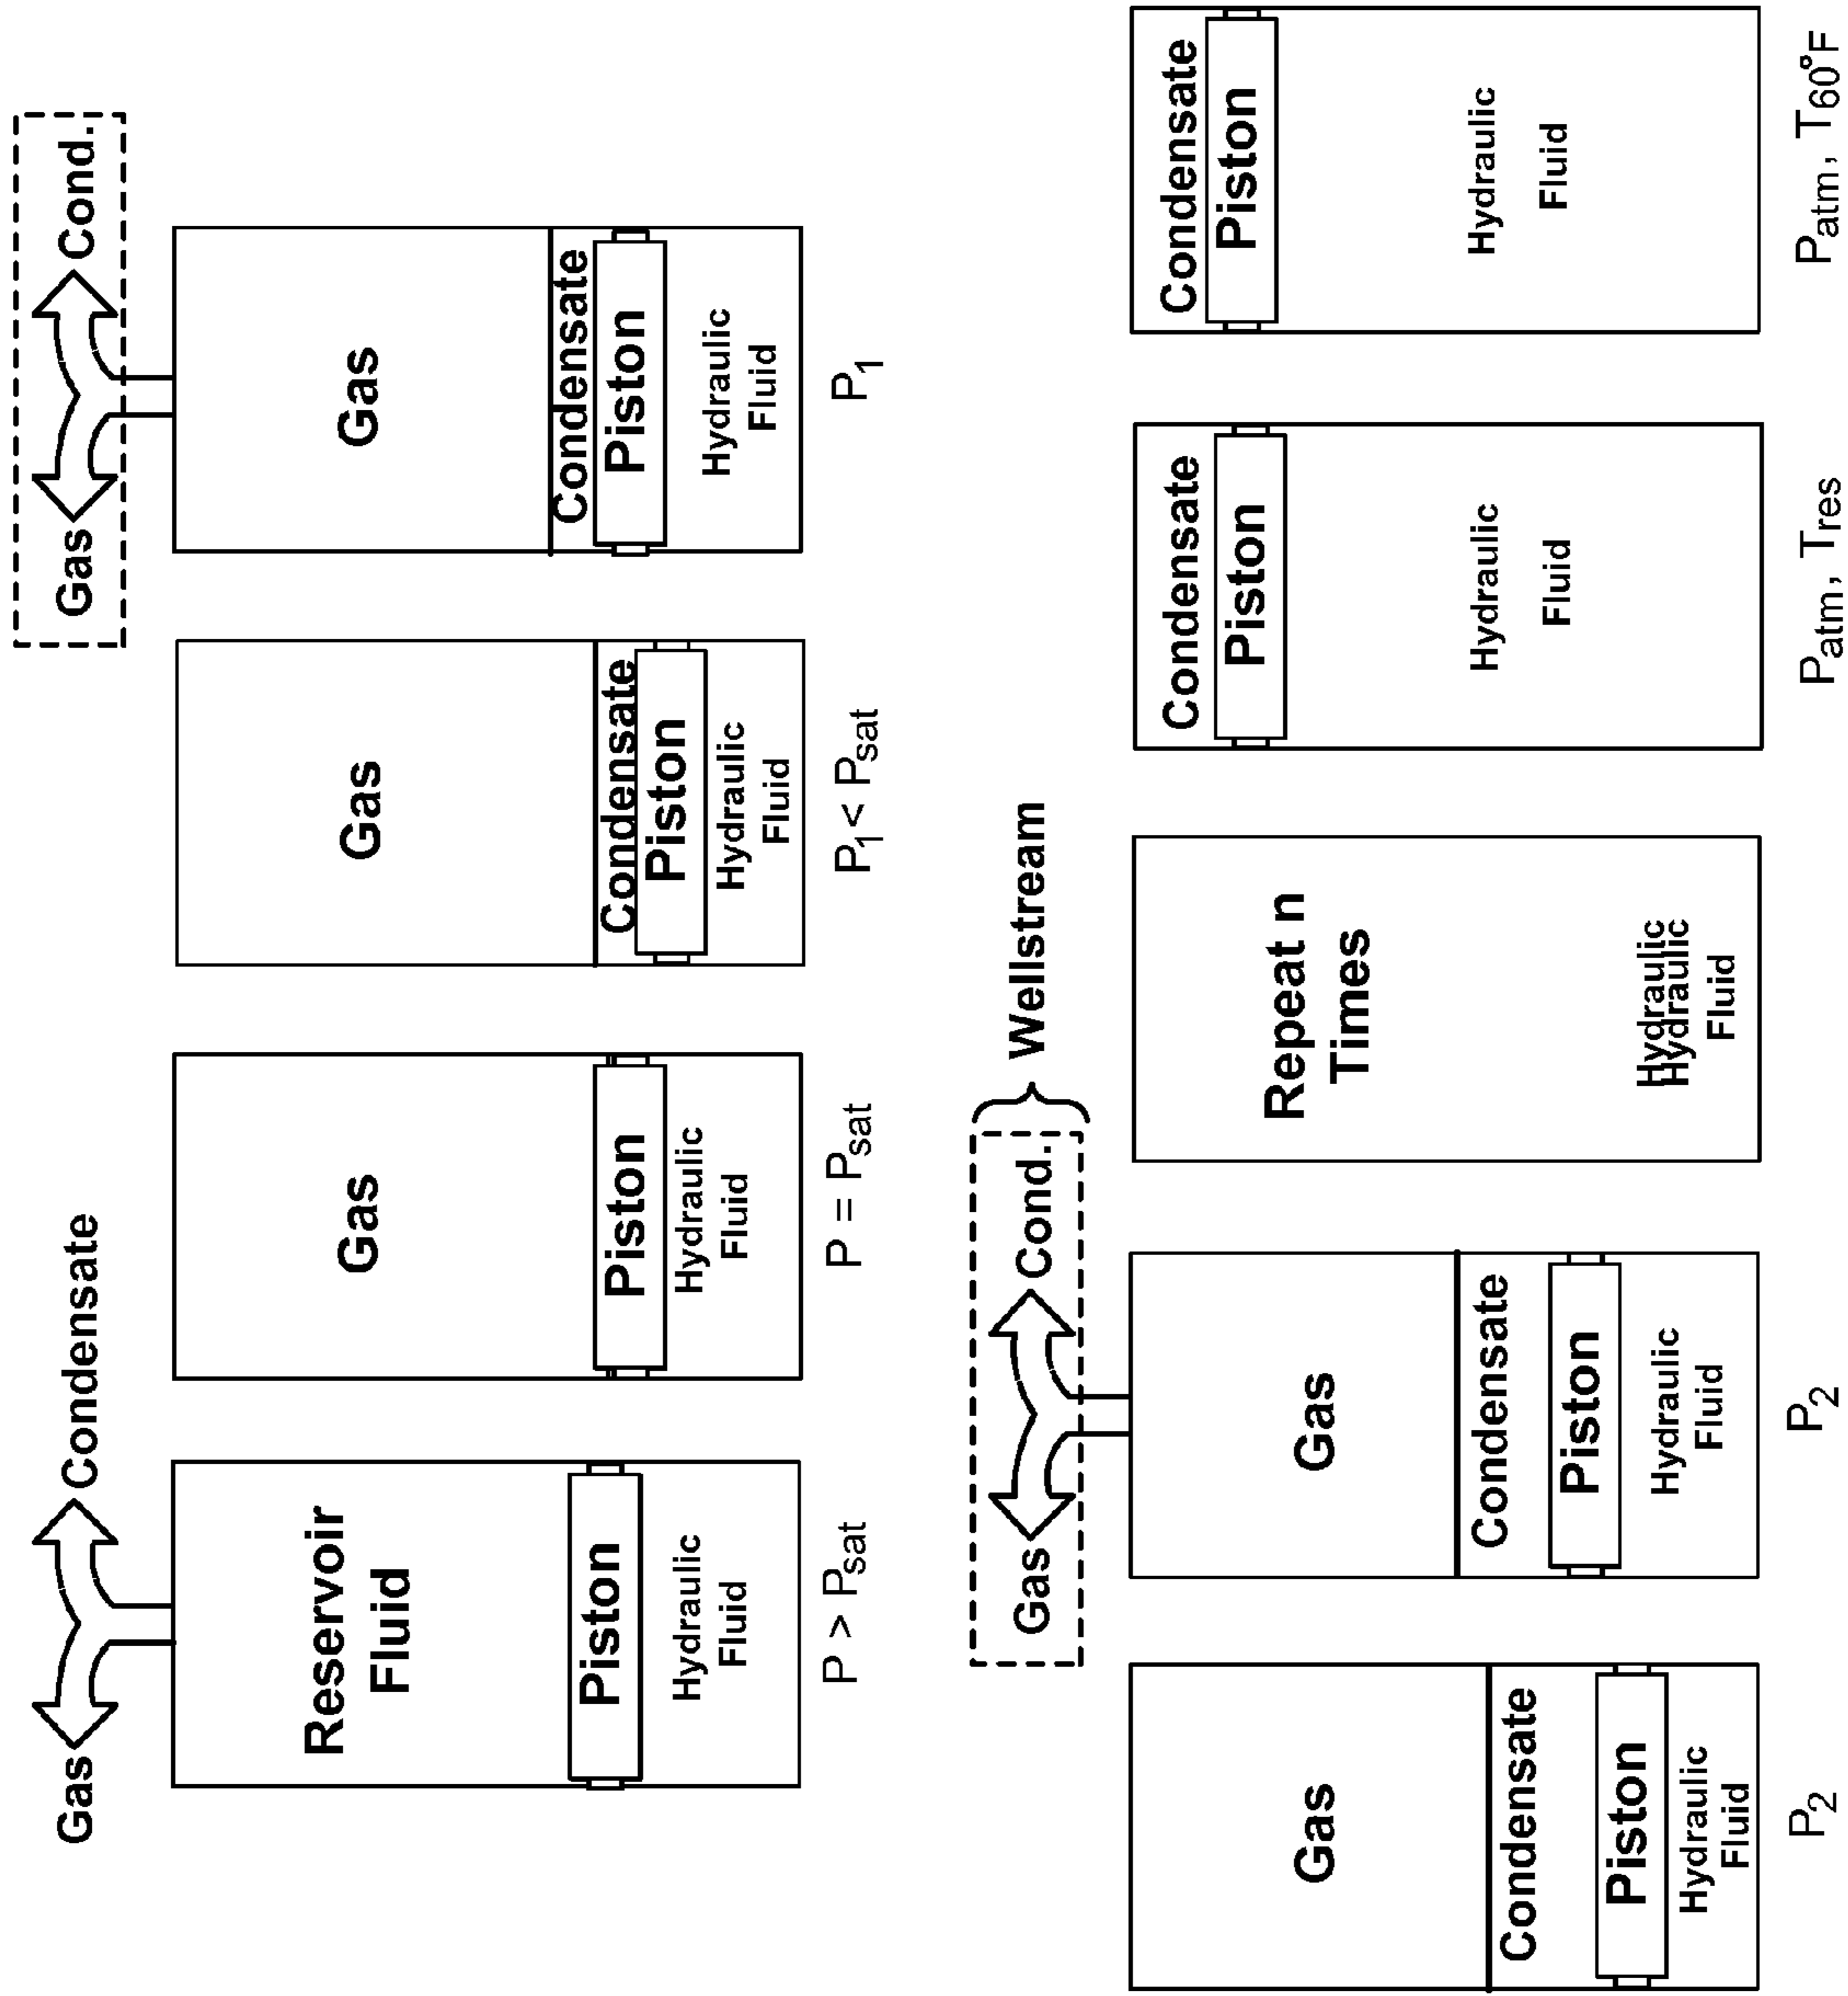 Gas
Condensate
Reservoir
Fluid
Piston
Hydraulic
Fluid
P > Psat
Gas
Piston
Hydraulic
Fluid
P = Psat
Gas
Condensate
Piston
Hydraulic
Fluid
P1 < Psat
Gas
Cond.
Gas
Condensate
Piston
Hydraulic
Fluid
P1
Gas
Condensate
Piston
Hydraulic
Fluid
P2
Gas
Cond.
Wellstream
Gas
Condensate
Piston
Hydraulic
Fluid
P2
Repeat n
Times
Hydraulic
Hydraulic
Fluid
Condensate
Piston
Hydraulic
Fluid
Patm, Tres
Condensate
Piston
Hydraulic
Fluid
Patm, T60°F